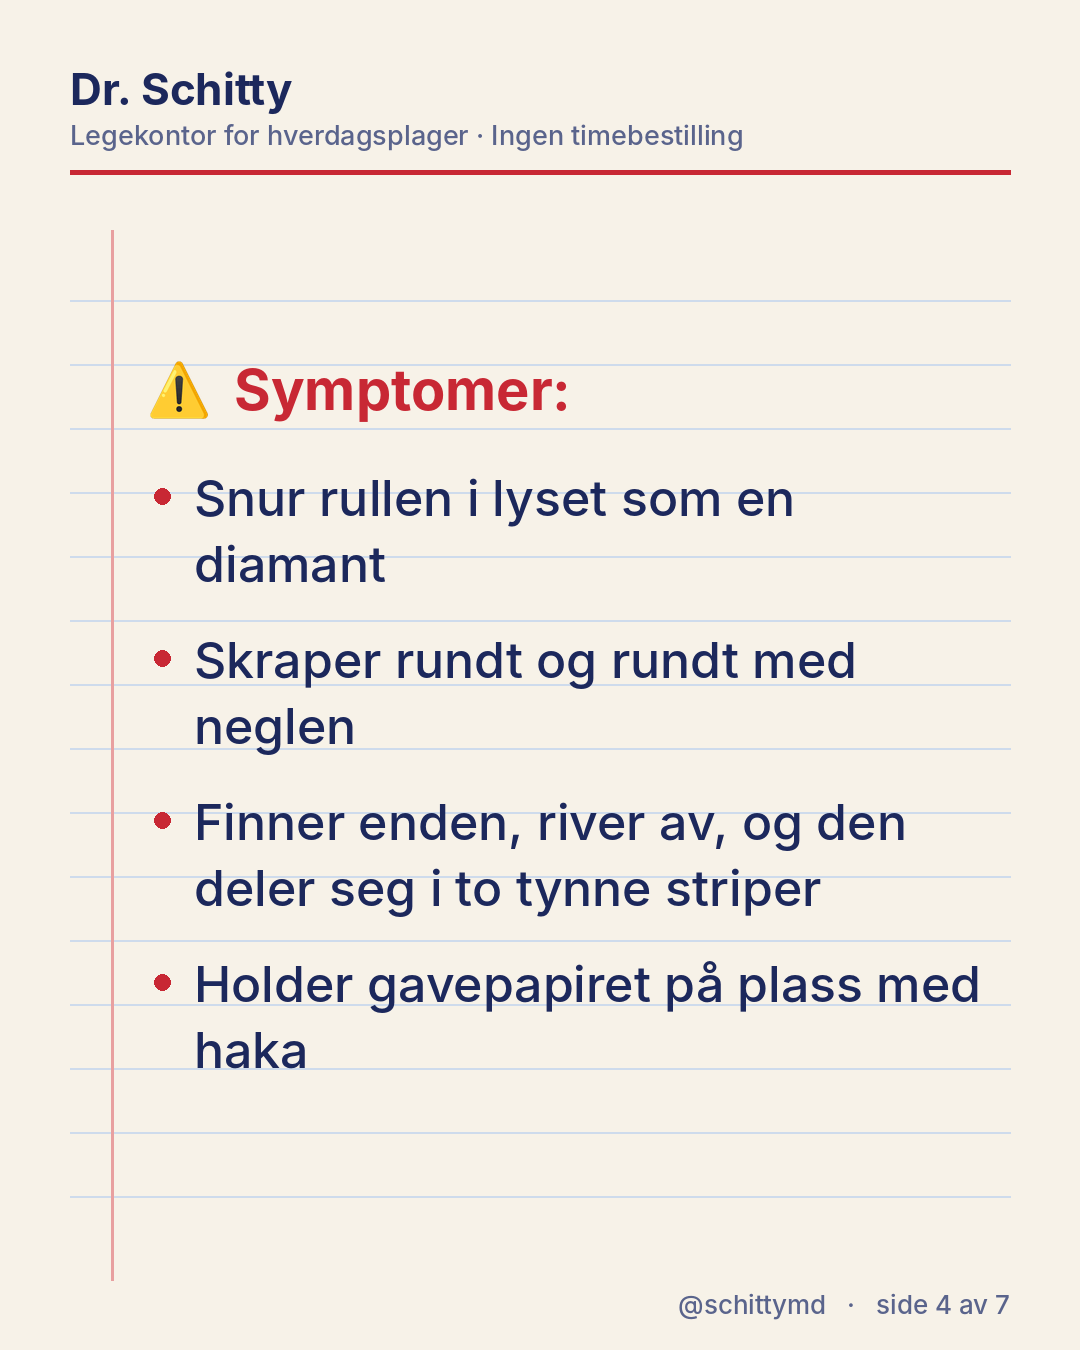 Dr. Schitty
Legekontor for hverdagsplager · Ingen timebestilling
⚠️ Symptomer:
• Snur rullen i lyset som en
diamant
• Skraper rundt og rundt med
neglen
• Finner enden, river av, og den
deler seg i to tynne striper
• Holder gavepapiret på plass med
haka
@schittymd · side 4 av 7